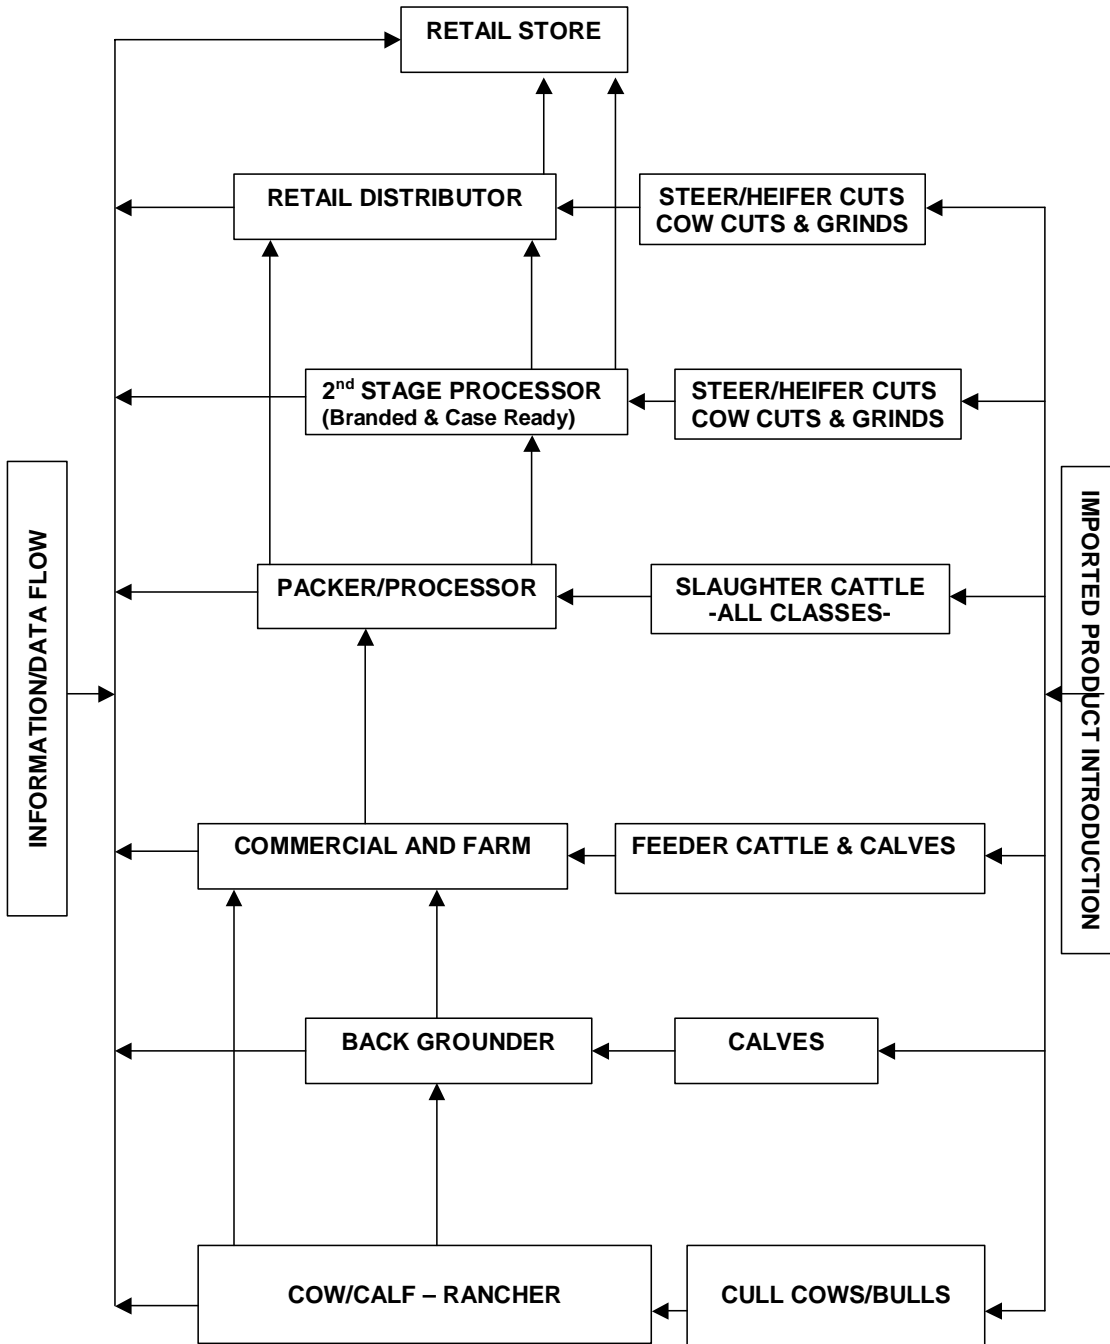 RETAIL STORE
RETAIL DISTRIBUTOR
STEER/HEIFER CUTS
COW CUTS & GRINDS
2nd STAGE PROCESSOR
(Branded & Case Ready)
STEER/HEIFER CUTS
COW CUTS & GRINDS
INFORMATION/DATA FLOW
IMPORTED PRODUCT INTRODUCTION
PACKER/PROCESSOR
SLAUGHTER CATTLE
-ALL CLASSES-
COMMERCIAL AND FARM
FEEDER CATTLE & CALVES
BACK GROUNDER
CALVES
COW/CALF – RANCHER
CULL COWS/BULLS